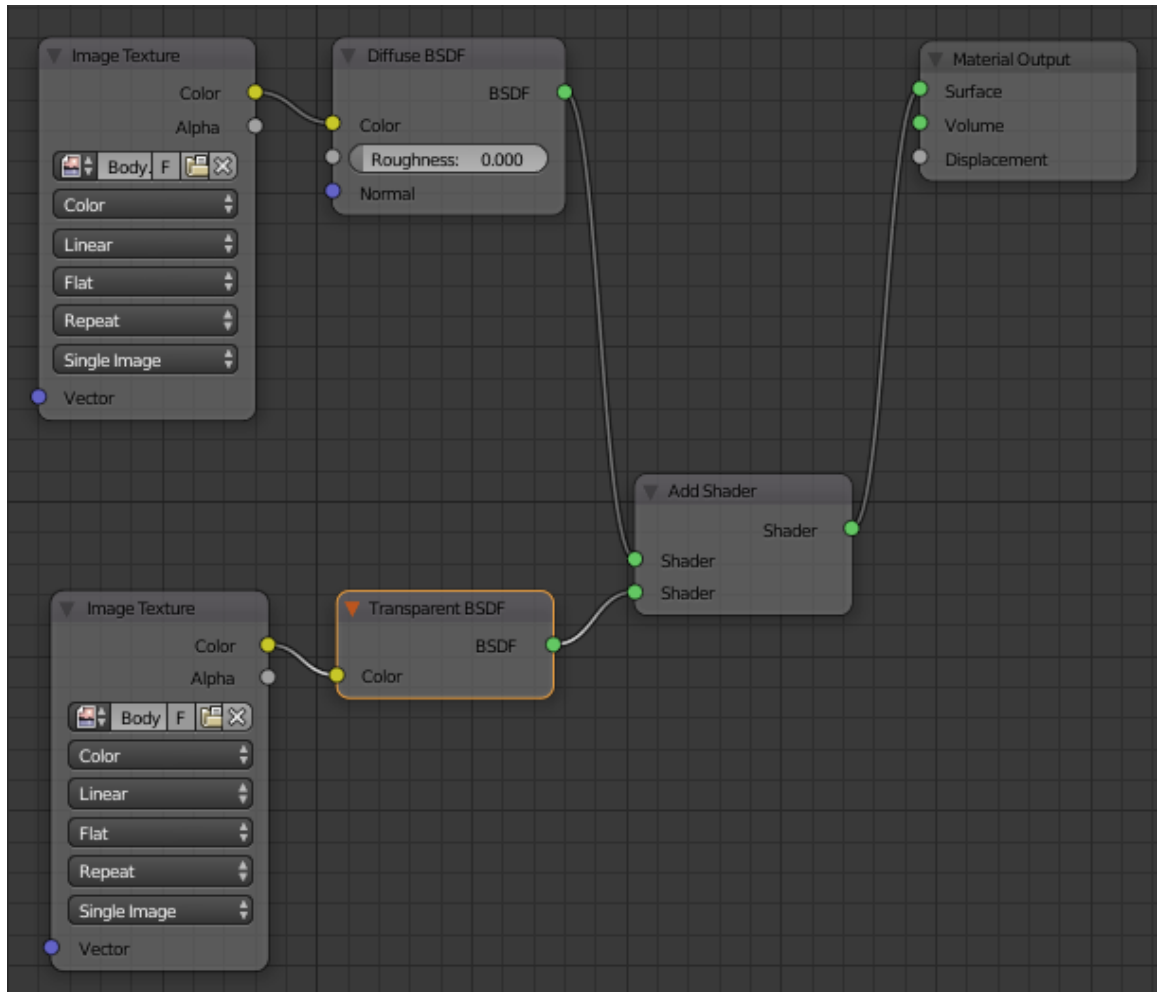 Image Texture
Color
Alpha
Body. F
Color
Linear
Flat
Repeat
Single Image
Vector
Diffuse BSDF
BSDF
Color
Roughness: 0.000
Normal
Material Output
Surface
Volume
Displacement
Add Shader
Shader
Shader
Shader
Image Texture
Color
Alpha
Body F
Color
Linear
Flat
Repeat
Single Image
Vector
Transparent BSDF
BSDF
Color